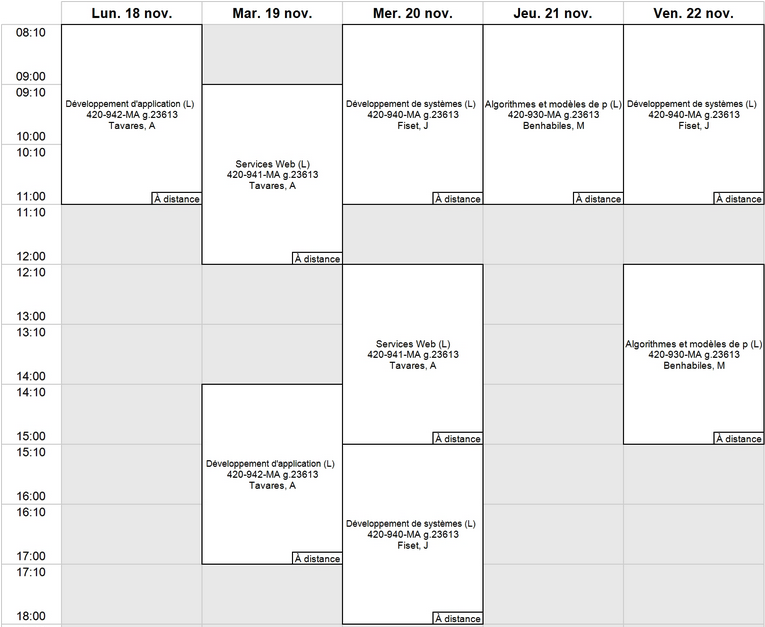 Lun. 18 nov.
Mar. 19 nov.
Mer. 20 nov.
Jeu. 21 nov.
Ven. 22 nov.
08:10
09:00
09:10
10:00
10:10
11:00
11:10
12:00
12:10
13:00
13:10
14:00
14:10
15:00
15:10
16:00
16:10
17:00
17:10
18:00
Développement d'application (L)
420-942-MA g.23613
Tavares, A
À distance
Services Web (L)
420-941-MA g.23613
Tavares, A
À distance
Développement d'application (L)
420-942-MA g.23613
Tavares, A
À distance
Développement de systèmes (L)
420-940-MA g.23613
Fiset, J
À distance
Services Web (L)
420-941-MA g.23613
Tavares, A
À distance
Développement de systèmes (L)
420-940-MA g.23613
Fiset, J
À distance
Algorithmes et modèles de p (L)
420-930-MA g.23613
Benhabiles, M
À distance
Développement de systèmes (L)
420-940-MA g.23613
Fiset, J
À distance
Algorithmes et modèles de p (L)
420-930-MA g.23613
Benhabiles, M
À distance